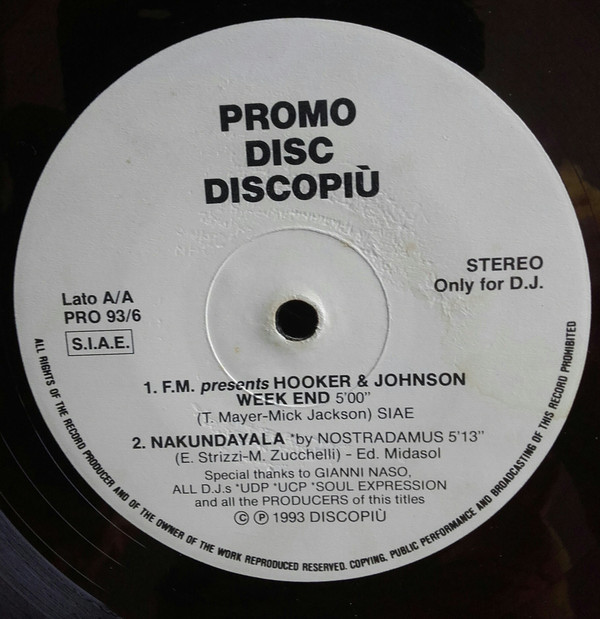 PROMO
DISC
DISCOPIÙ
STEREO
Only for D.J.
Lato A/A
PRO 93/6
S.I.A.E.
1. F.M. presents HOOKER & JOHNSON
WEEK END 5'00"
(T. Mayer-Mick Jackson) SIAE
2. NAKUNDAYALA "by NOSTRADAMUS 5'13"
(E. Strizzi-M. Zucchelli) - Ed. Midasol
Special thanks to GIANNI NASO,
ALL D.J.s "UDP "UCP "SOUL EXPRESSION
and all the PRODUCERS of this titles
© ℗ 1993 DISCOPIÙ
ALL RIGHTS OF THE RECORD PRODUCER AND OF THE OWNER OF THE WORK REPRODUCED RESERVED. COPYING, PUBLIC PERFORMANCE AND BROADCASTING OF THIS RECORD PROHIBITED